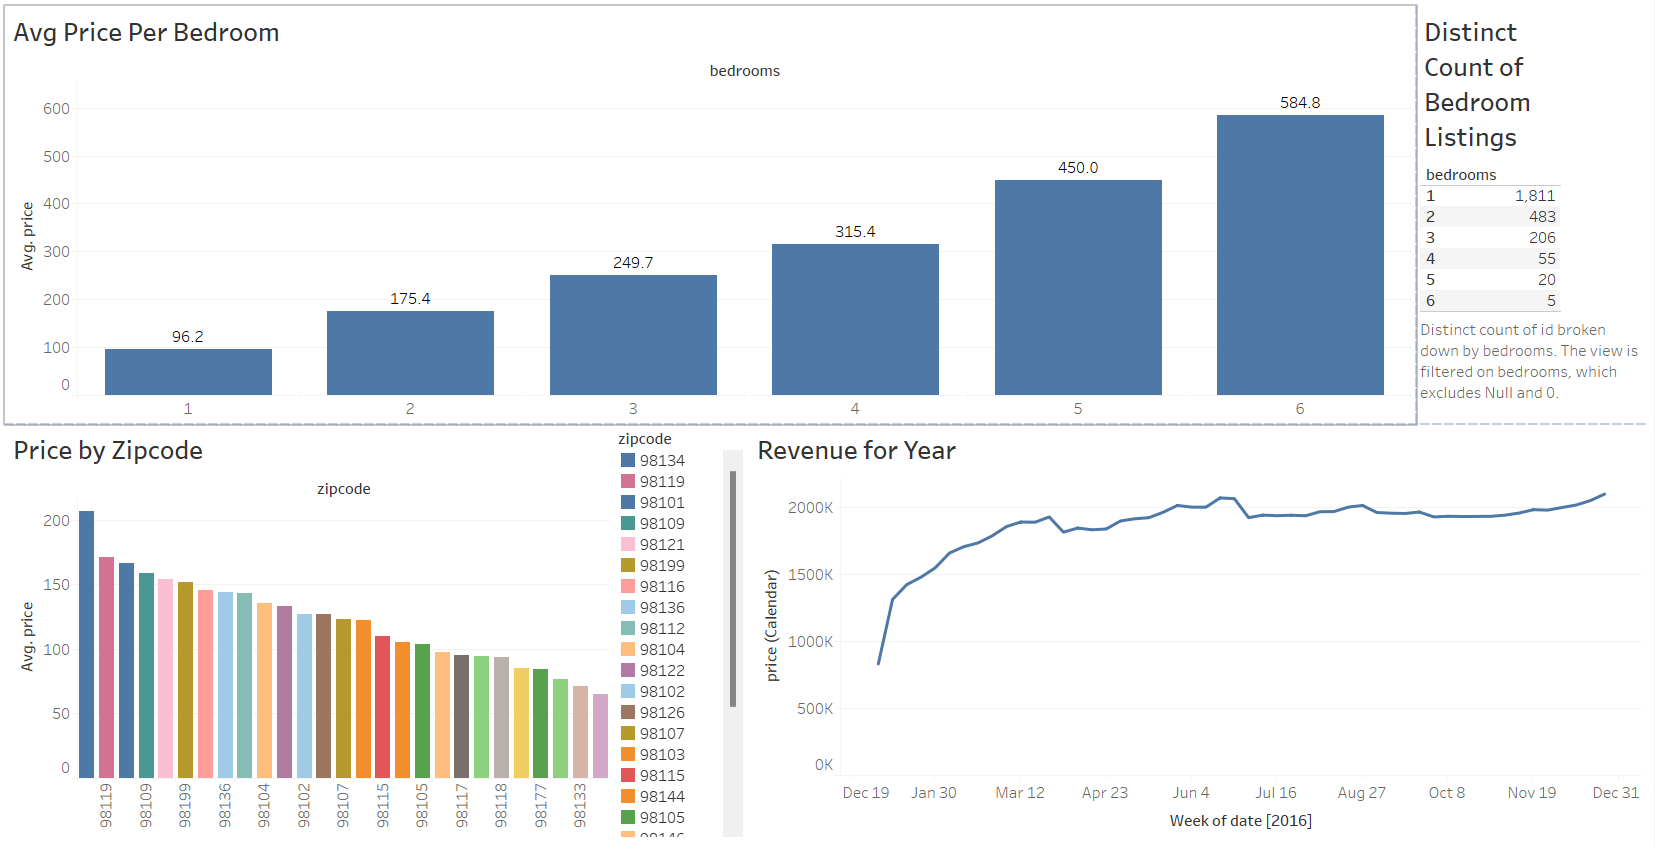 Avg Price Per Bedroom
bedrooms
Avg. price
600
500
400
300
200
100
0
96.2
175.4
249.7
315.4
450.0
584.8
1
2
3
4
5
6
Distinct
Count of
Bedroom
Listings
bedrooms
1 1,811
2 483
3 206
4 55
5 20
6 5
Distinct count of id broken
down by bedrooms. The view is
filtered on bedrooms, which
excludes Null and 0.
Price by Zipcode
zipcode
Avg. price
200
150
100
50
0
98119
98109
98199
98136
98104
98102
98107
98115
98105
98117
98118
98177
98133
zipcode
98134
98119
98101
98109
98121
98199
98116
98136
98112
98104
98122
98102
98126
98107
98103
98115
98144
98105
Revenue for Year
price (Calendar)
2000K
1500K
1000K
500K
0K
Dec 19
Jan 30
Mar 12
Apr 23
Jun 4
Jul 16
Aug 27
Oct 8
Nov 19
Dec 31
Week of date [2016]